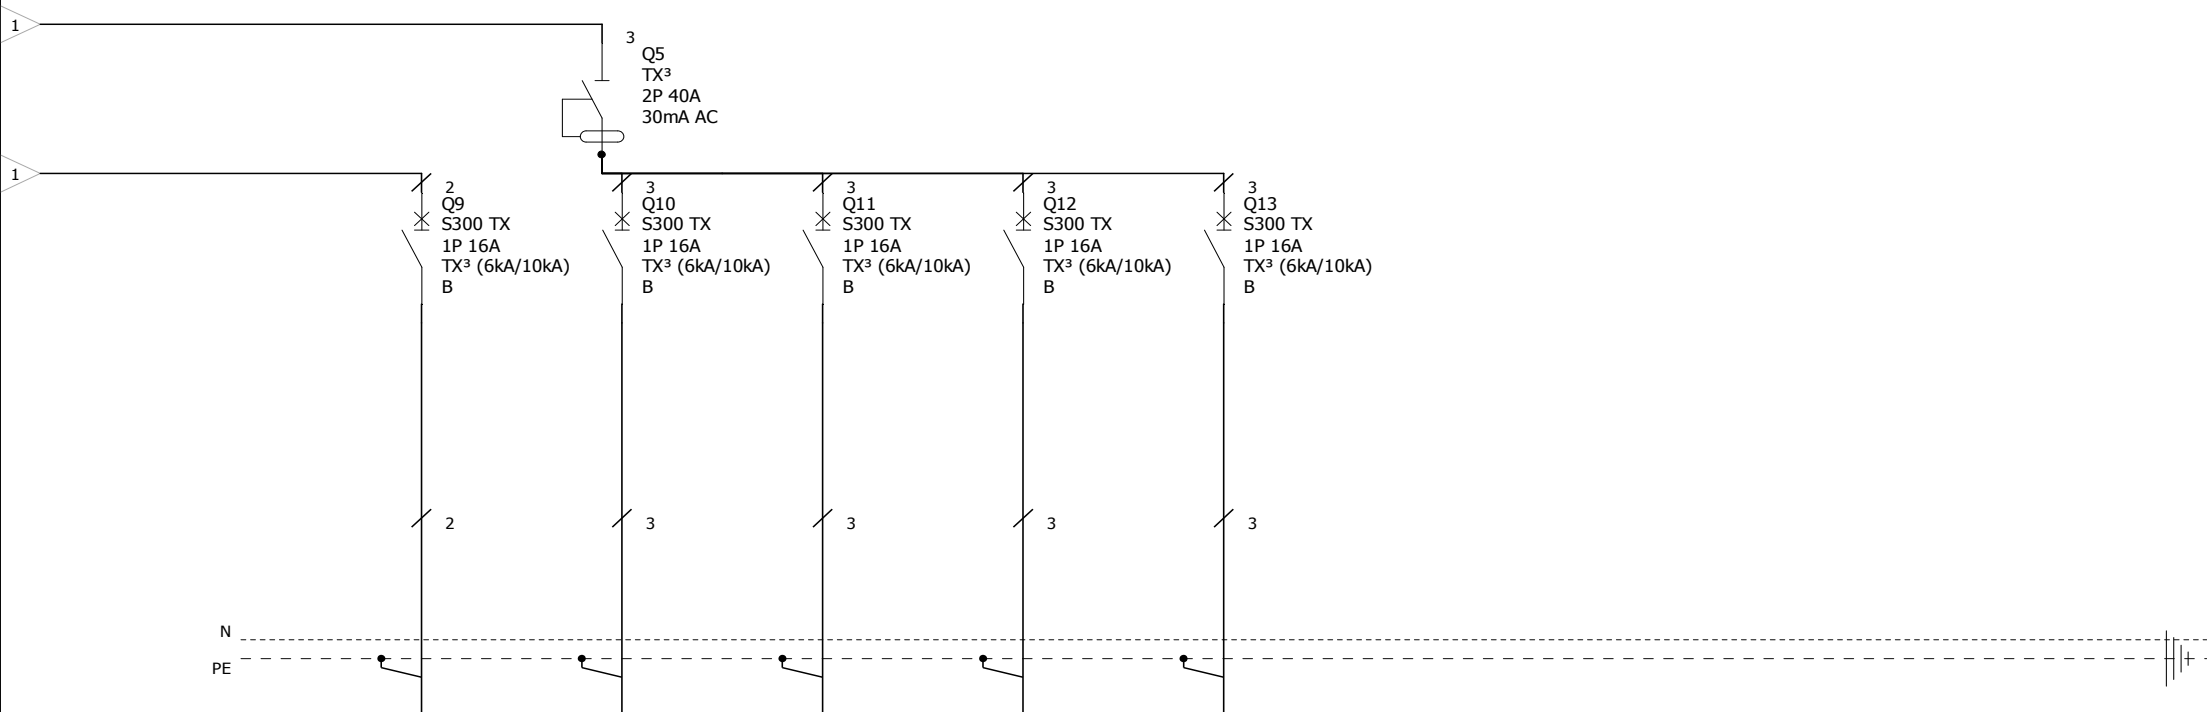 1
3
Q5
TX³
2P 40A
30mA AC
1
2
Q9
S300 TX
1P 16A
TX³ (6kA/10kA)
B
3
Q10
S300 TX
1P 16A
TX³ (6kA/10kA)
B
3
Q11
S300 TX
1P 16A
TX³ (6kA/10kA)
B
3
Q12
S300 TX
1P 16A
TX³ (6kA/10kA)
B
3
Q13
S300 TX
1P 16A
TX³ (6kA/10kA)
B
2
3
3
3
3
N
PE